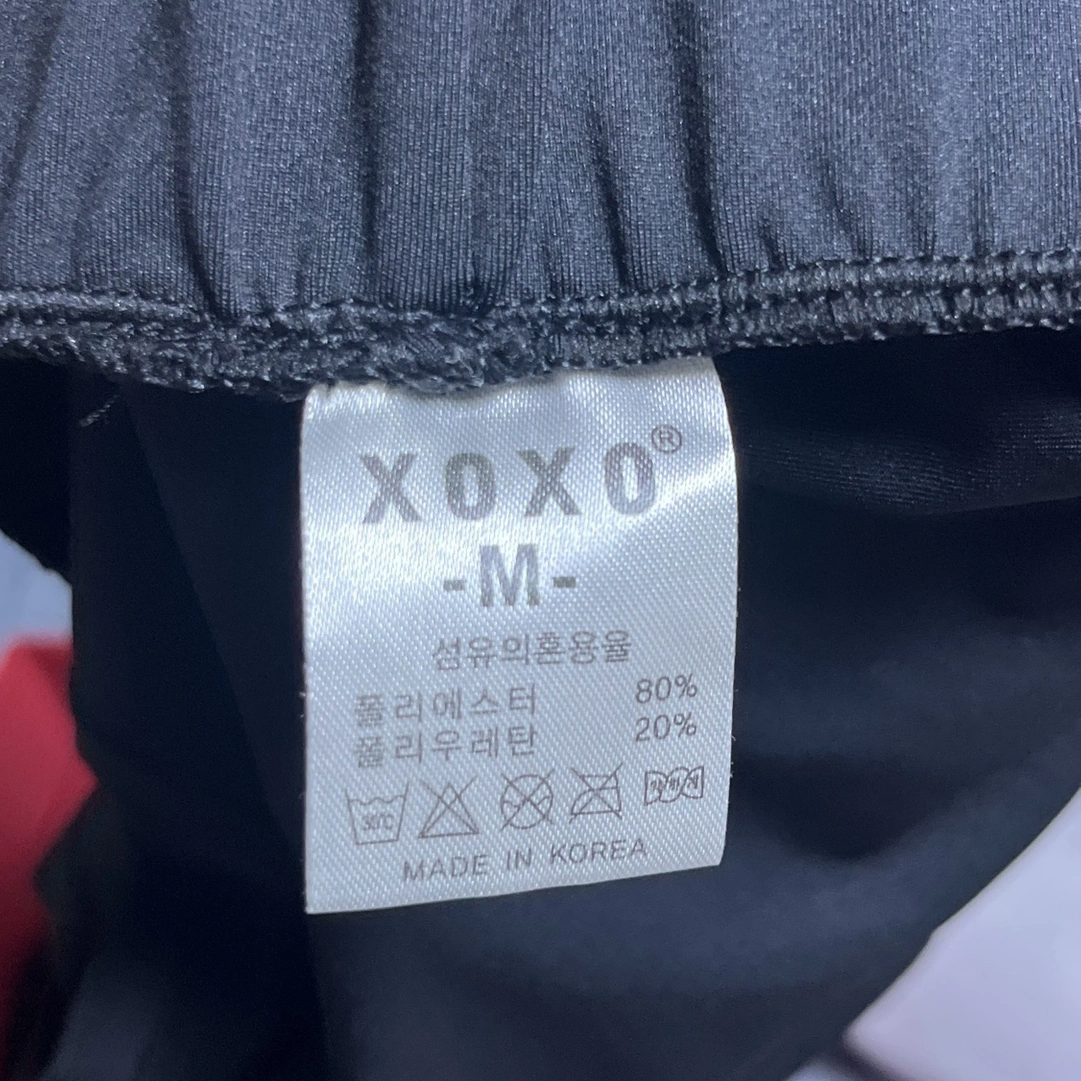 XOXO®
-M-
섬유의혼용율
폴리에스터 80%
폴리우레탄 20%
30℃
MADE IN KOREA